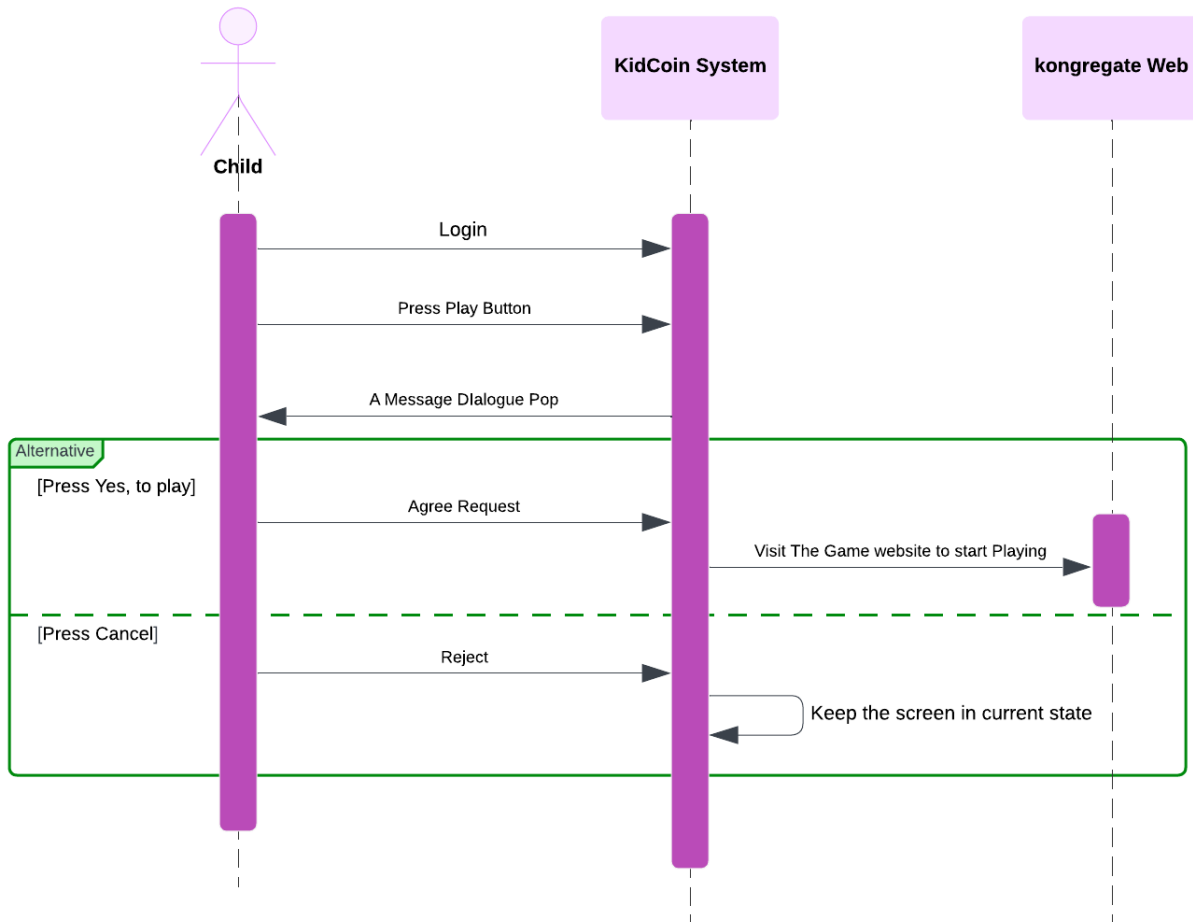 KidCoin System
kongregate Web
Child
Login
Press Play Button
A Message DIalogue Pop
Alternative
[Press Yes, to play]
Agree Request
Visit The Game website to start Playing
[Press Cancel]
Reject
Keep the screen in current state